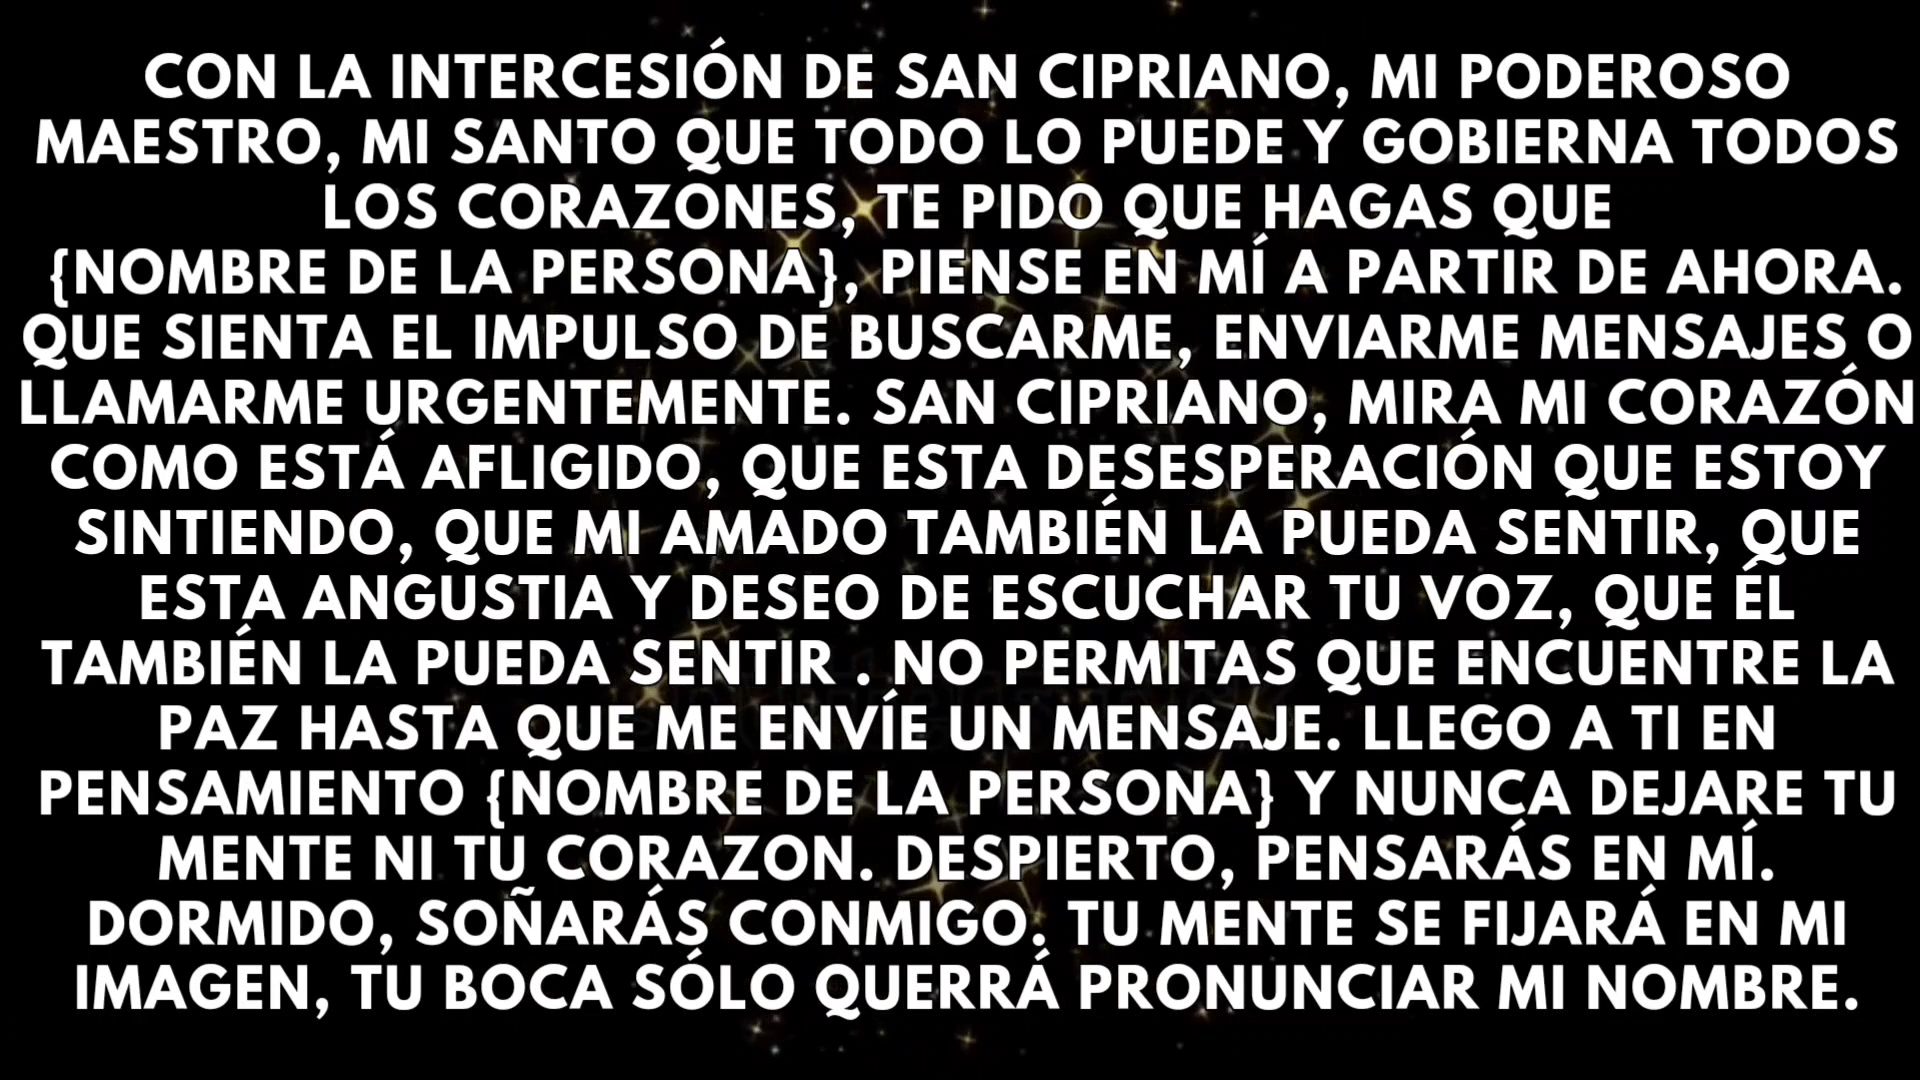 CON LA INTERCESIÓN DE SAN CIPRIANO, MI PODEROSO
MAESTRO, MI SANTO QUE TODO LO PUEDE Y GOBIERNA TODOS
LOS CORAZONES, TE PIDO QUE HAGAS QUE
{NOMBRE DE LA PERSONA}, PIENSE EN MÍ A PARTIR DE AHORA.
QUE SIENTA EL IMPULSO DE BUSCARME, ENVIARME MENSAJES O
LLAMARME URGENTEMENTE. SAN CIPRIANO, MIRA MI CORAZÓN
COMO ESTÁ AFLIGIDO, QUE ESTA DESESPERACIÓN QUE ESTOY
SINTIENDO, QUE MI AMADO TAMBIÉN LA PUEDA SENTIR, QUE
ESTA ANGUSTIA Y DESEO DE ESCUCHAR TU VOZ, QUE ÉL
TAMBIÉN LA PUEDA SENTIR . NO PERMITAS QUE ENCUENTRE LA
PAZ HASTA QUE ME ENVÍE UN MENSAJE. LLEGO A TI EN
PENSAMIENTO {NOMBRE DE LA PERSONA} Y NUNCA DEJARE TU
MENTE NI TU CORAZON. DESPIERTO, PENSARÁS EN MÍ.
DORMIDO, SOÑARÁS CONMIGO. TU MENTE SE FIJARÁ EN MI
IMAGEN, TU BOCA SÓLO QUERRÁ PRONUNCIAR MI NOMBRE.